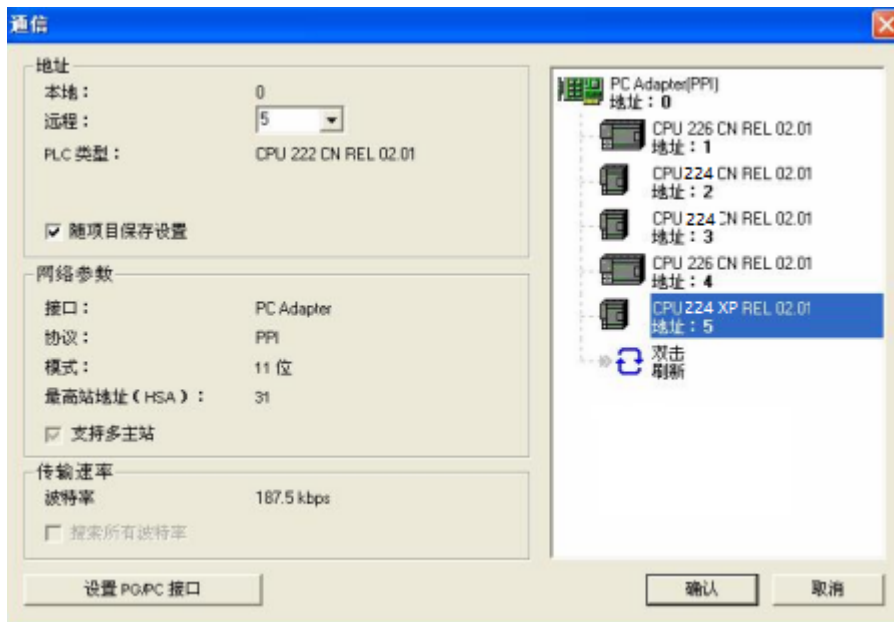 通信
地址
本地： 0
远程： 5
PLC 类型： CPU 222 CN REL 02.01
随项目保存设置
网络参数
接口： PC Adapter
协议： PPI
模式： 11 位
最高站地址（HSA）： 31
支持多主站
传输速率
波特率 187.5 kbps
搜索所有波特率
设置 PG/PC 接口
PC Adapter(PPI)
地址：0
CPU 226 CN REL 02.01
地址：1
CPU 224 CN REL 02.01
地址：2
CPU 224 CN REL 02.01
地址：3
CPU 226 CN REL 02.01
地址：4
CPU 224 XP REL 02.01
地址：5
双击
刷新
确认
取消